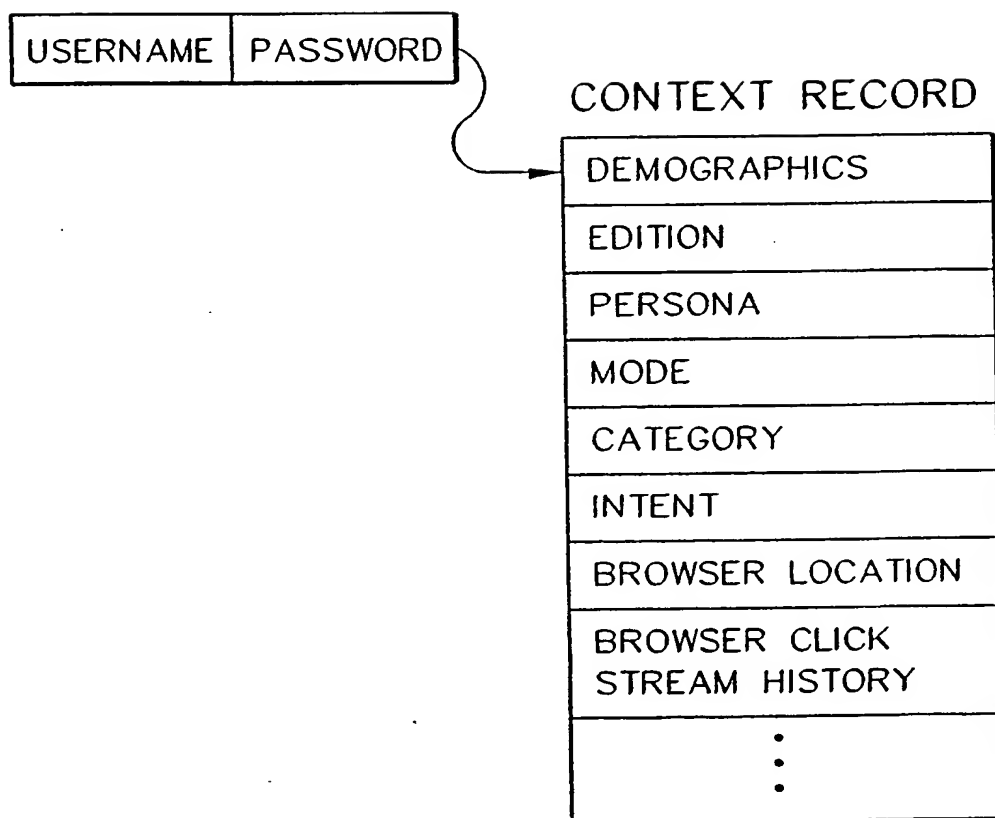 USERNAME PASSWORD
CONTEXT RECORD
DEMOGRAPHICS
EDITION
PERSONA
MODE
CATEGORY
INTENT
BROWSER LOCATION
BROWSER CLICK
STREAM HISTORY